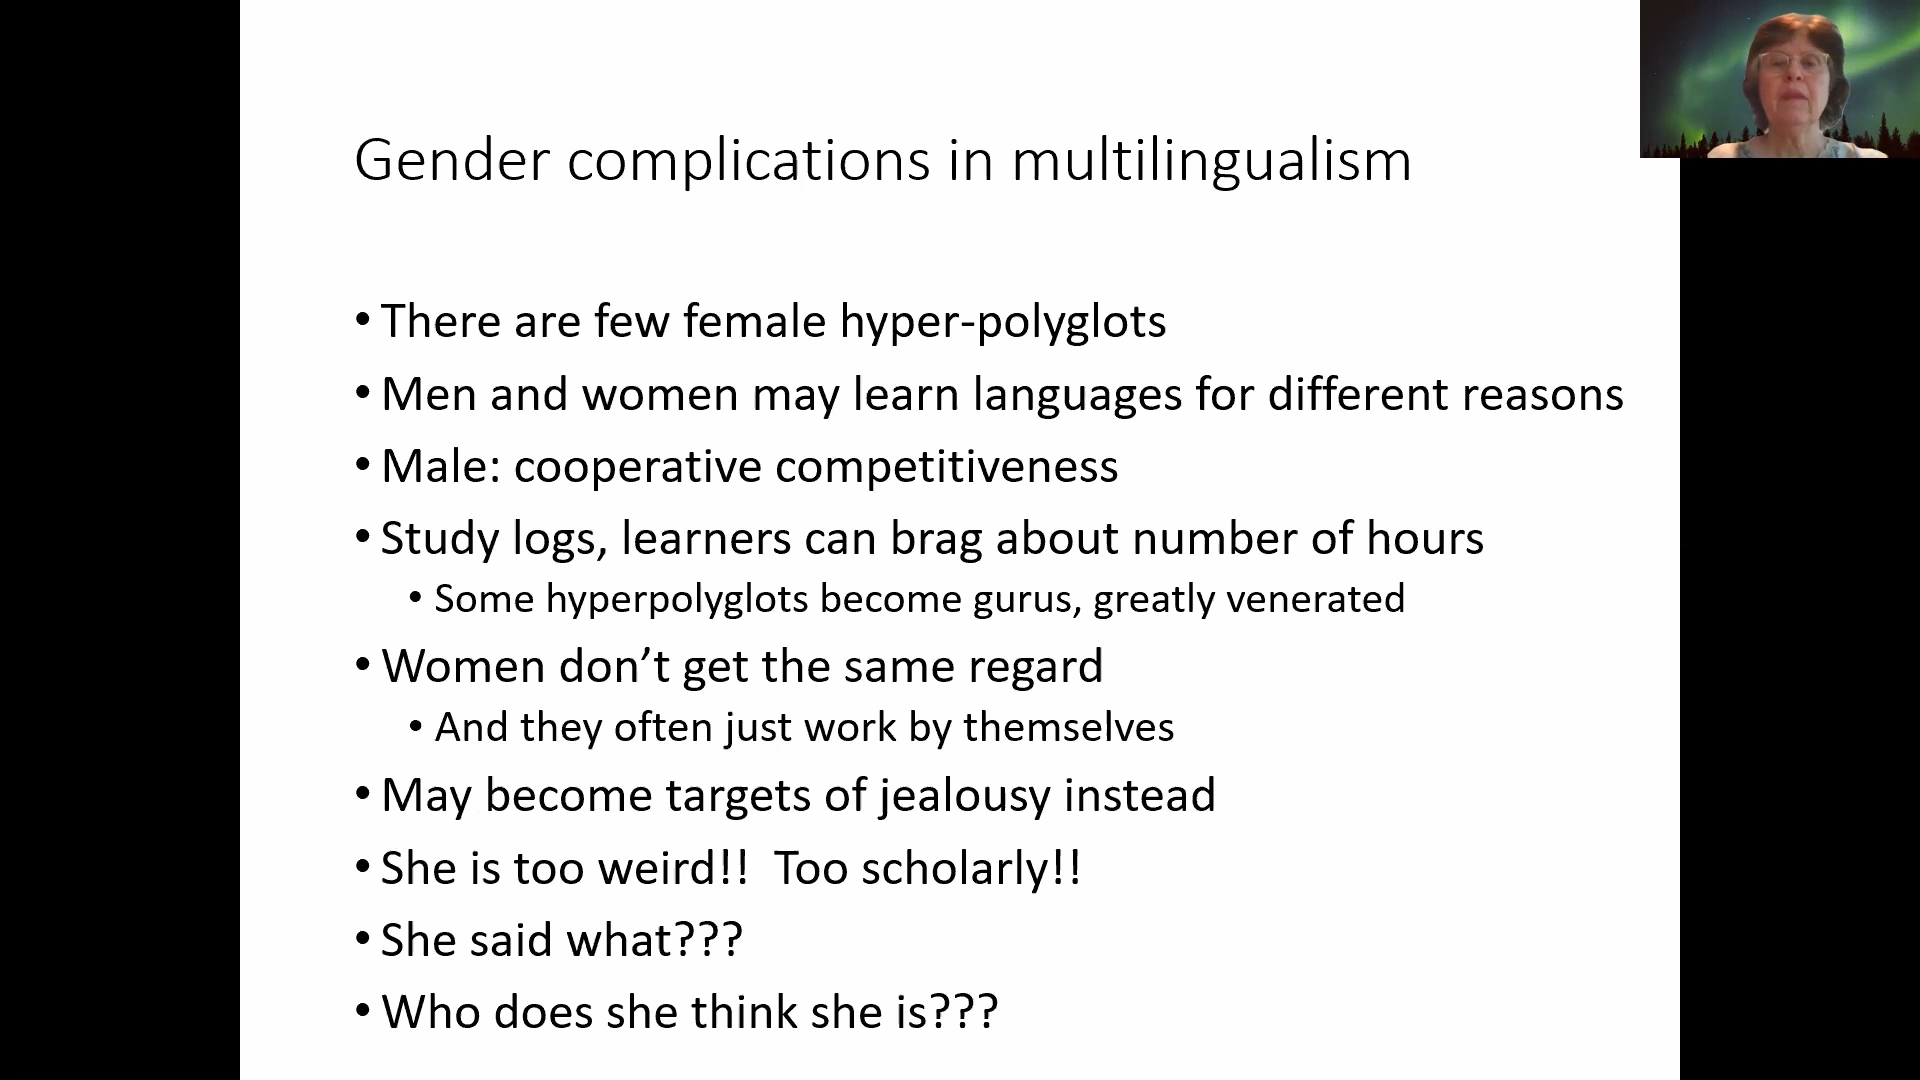 Gender complications in multilingualism
• There are few female hyper-polyglots
• Men and women may learn languages for different reasons
• Male: cooperative competitiveness
• Study logs, learners can brag about number of hours
• Some hyperpolyglots become gurus, greatly venerated
• Women don’t get the same regard
• And they often just work by themselves
• May become targets of jealousy instead
• She is too weird!!  Too scholarly!!
• She said what???
• Who does she think she is???